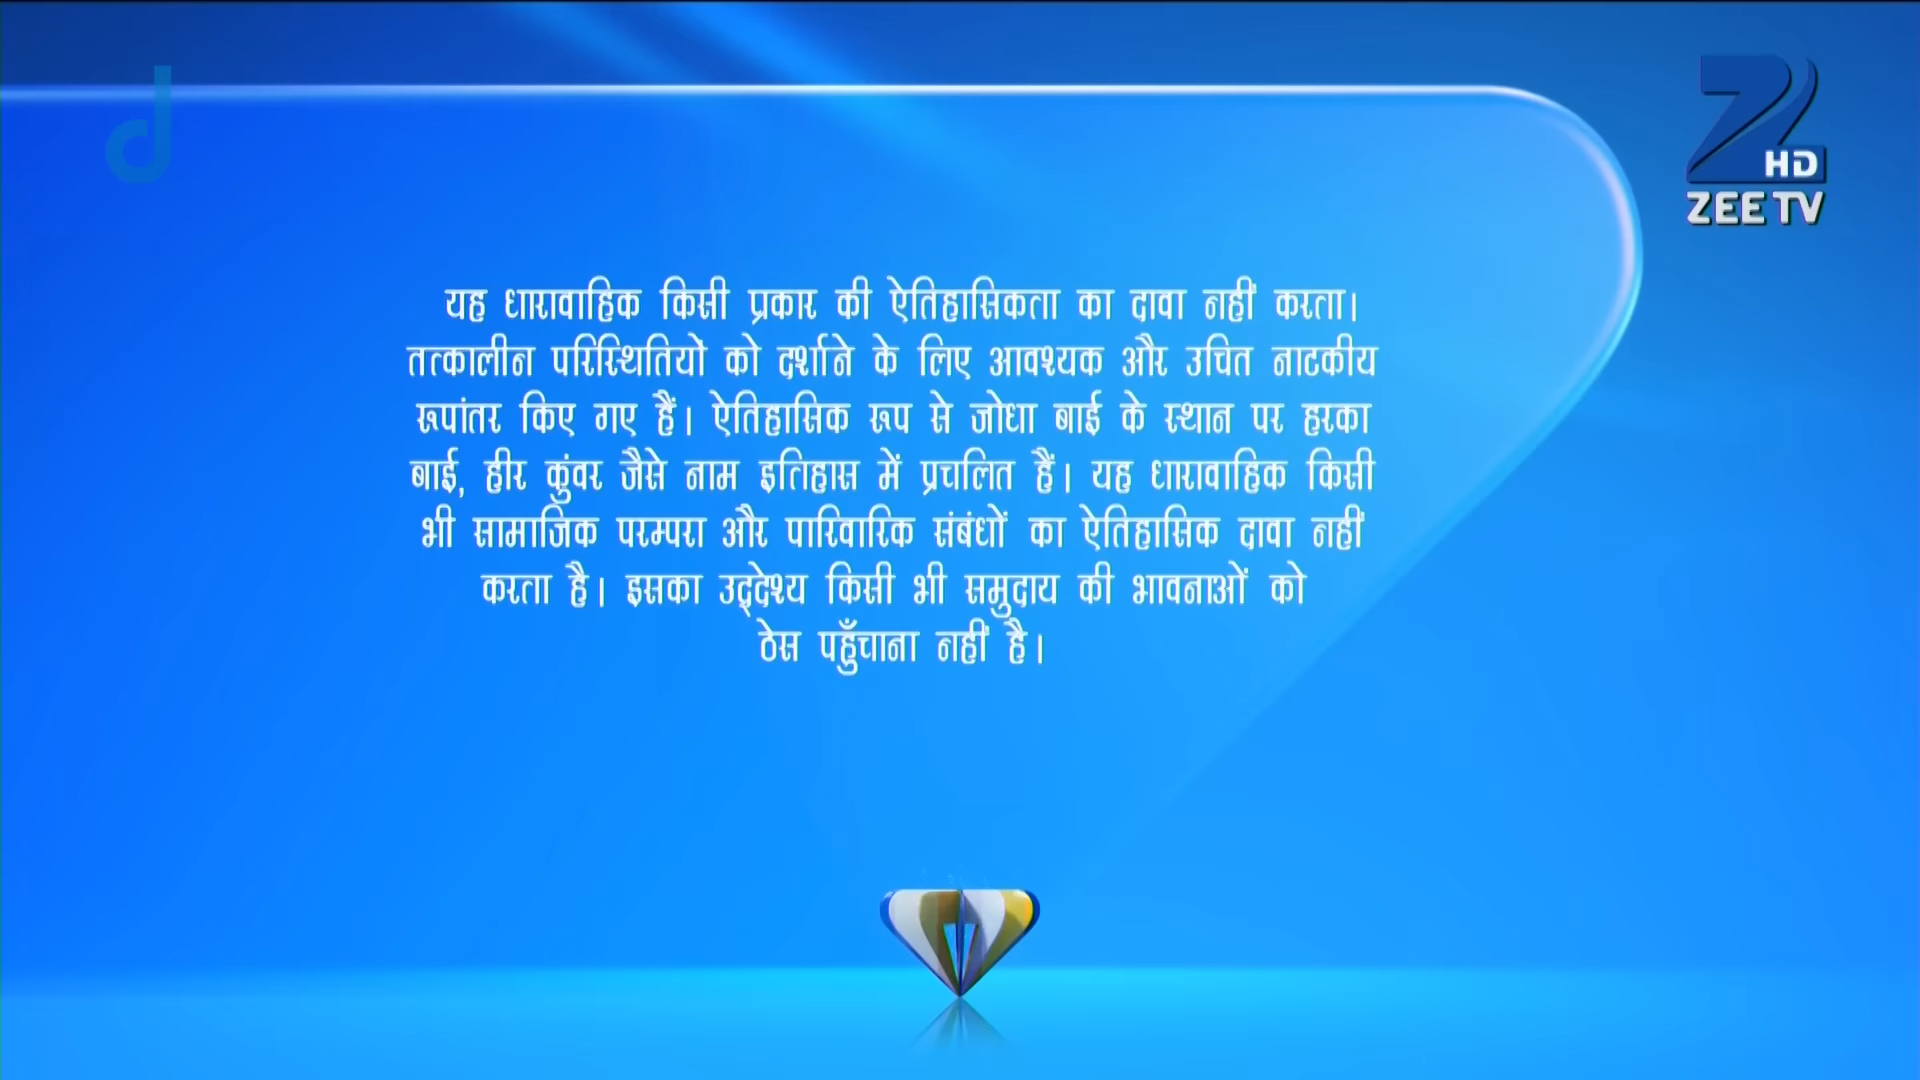 HD
ZEE TV
यह धारावाहिक किसी प्रकार की ऐतिहासिकता का दावा नहीं करता।
तत्कालीन परिस्थितियों को दर्शाने के लिए आवश्यक और उचित नाटकीय
रूपांतर किए गए हैं। ऐतिहासिक रूप से जोधा बाई के स्थान पर हरका
बाई, हीर कुंवर जैसे नाम इतिहास में प्रचलित हैं। यह धारावाहिक किसी
भी सामाजिक परम्परा और पारिवारिक संबंधों का ऐतिहासिक दावा नहीं
करता है। इसका उद्देश्य किसी भी समुदाय की भावनाओं को
ठेस पहुँचाना नहीं है।